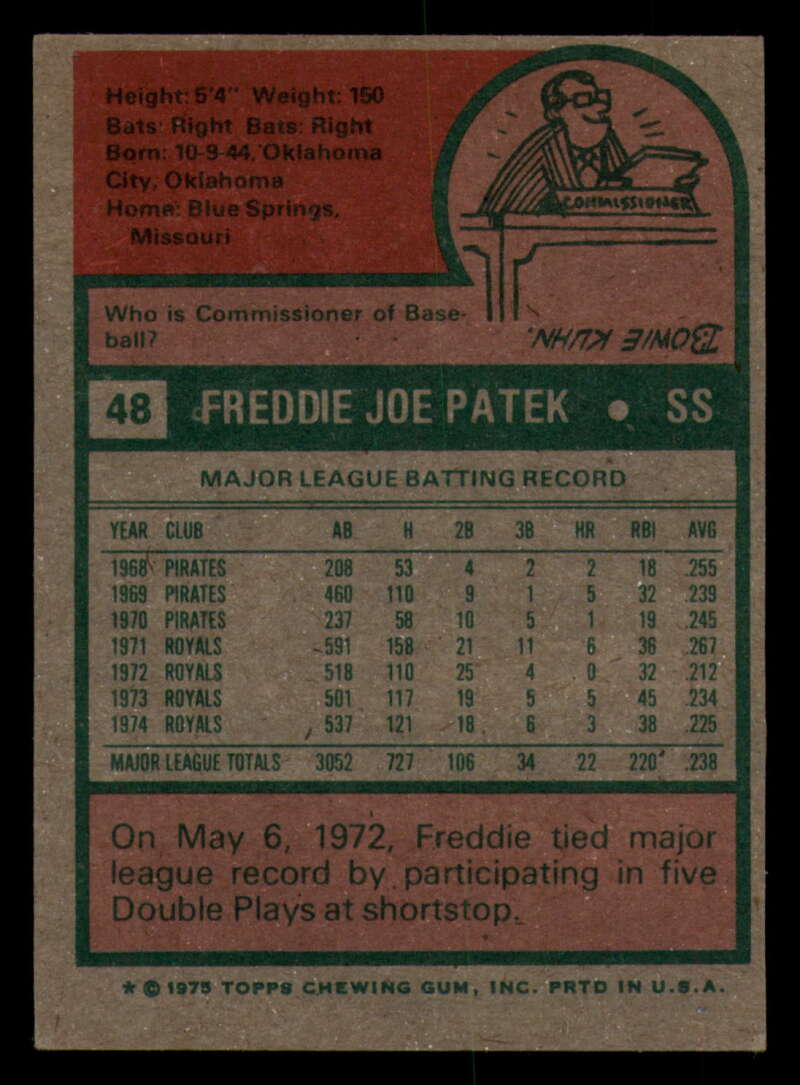 Height: 5'4" Weight: 150
Bats: Right Bats: Right
Born: 10-9-44, Oklahoma
City, Oklahoma
Home: Blue Springs,
Missouri
COMMISSIONER
Who is Commissioner of Base-
ball?
BOWIE KUHN.
48 FREDDIE JOE PATEK • SS
MAJOR LEAGUE BATTING RECORD
YEAR CLUB AB H 2B 3B HR RBI AVG
1968 PIRATES 208 53 4 2 2 18 .255
1969 PIRATES 460 110 9 1 5 32 .239
1970 PIRATES 237 58 10 5 1 19 .245
1971 ROYALS 591 158 21 11 6 36 .267
1972 ROYALS 518 110 25 4 0 32 .212
1973 ROYALS 501 117 19 5 5 45 .234
1974 ROYALS 537 121 18 6 3 38 .225
MAJOR LEAGUE TOTALS 3052 727 106 34 22 220 .238
On May 6, 1972, Freddie tied major
league record by participating in five
Double Plays at shortstop.
* © 1975 TOPPS CHEWING GUM, INC. PRTD IN U.S.A.